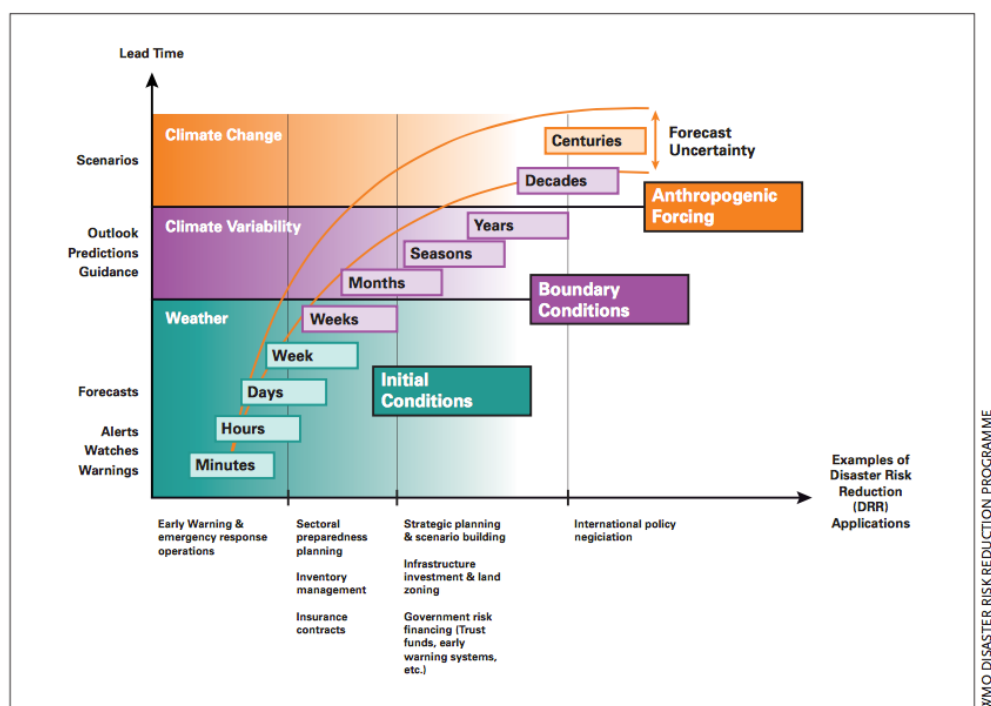 Lead Time
Climate Change
Scenarios
Centuries
Forecast
Uncertainty
Decades
Anthropogenic
Forcing
Climate Variability
Outlook
Predictions
Guidance
Years
Seasons
Months
Boundary
Conditions
Weather
Weeks
Week
Initial
Conditions
Forecasts
Days
Alerts
Watches
Warnings
Hours
Minutes
Examples of
Disaster Risk
Reduction
(DRR)
Applications
Early Warning &
emergency response
operations
Sectoral
preparedness
planning
Inventory
management
Insurance
contracts
Strategic planning
& scenario building
Infrastructure
investment & land
zoning
Government risk
financing (Trust
funds, early
warning systems,
etc.)
International policy
negiciation
WMO DISASTER RISK REDUCTION PROGRAMME